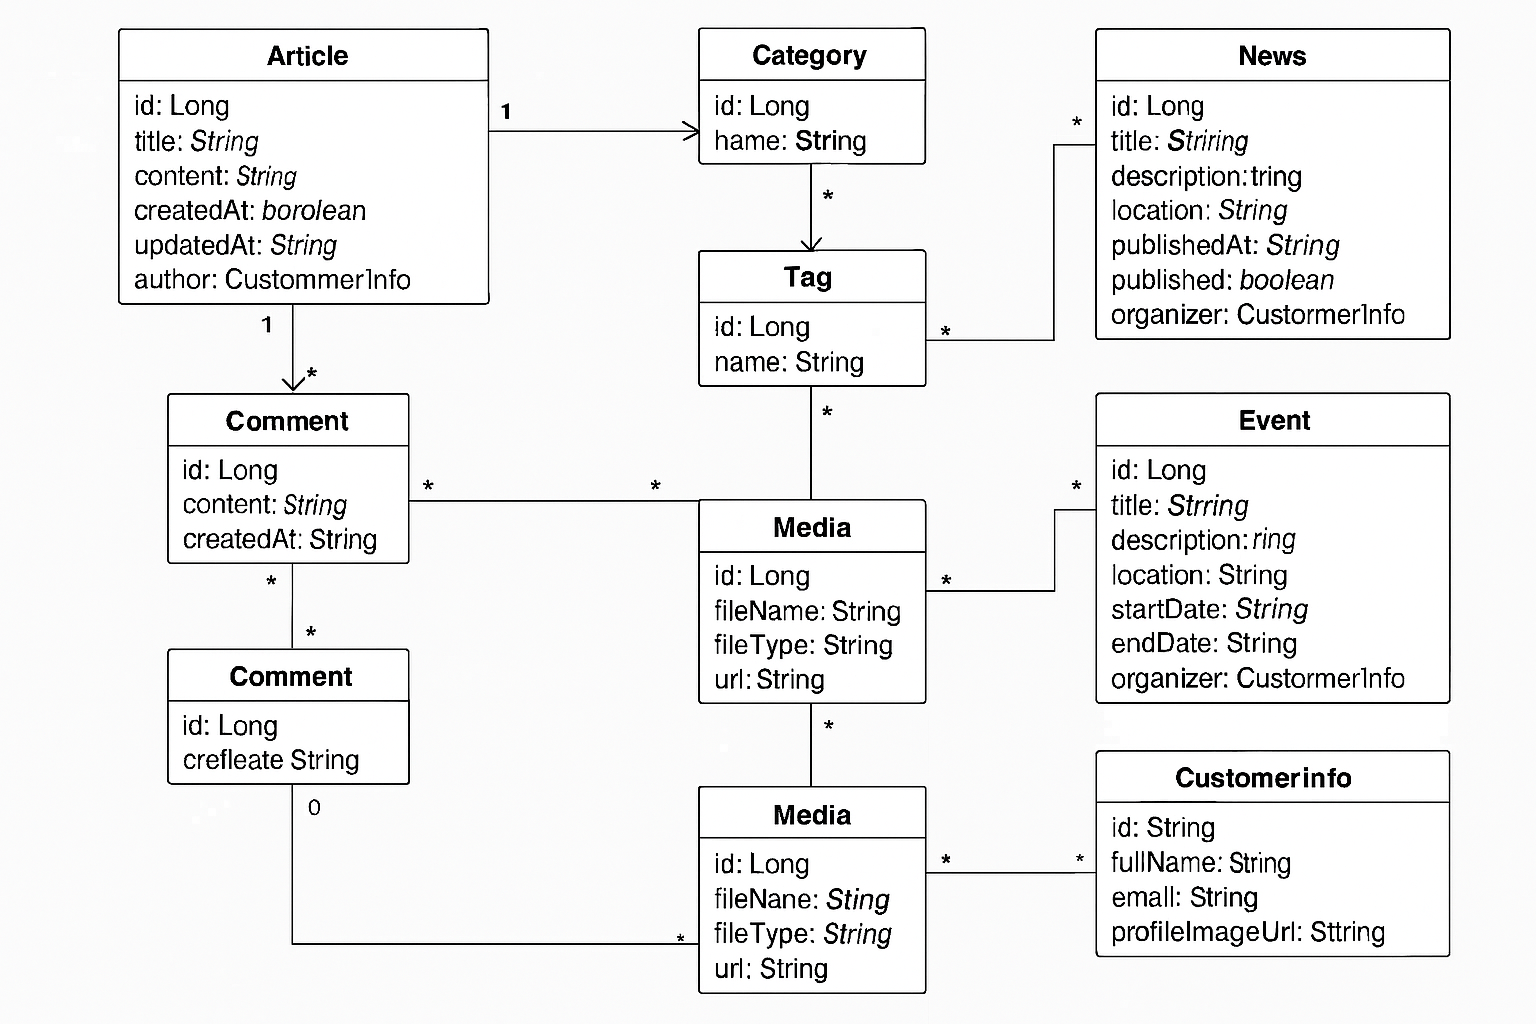 Article
id: Long
title: String
content: String
createdAt: borolean
updatedAt: String
author: CustommerInfo
1
1
*
Category
id: Long
hame: String
*
Tag
id: Long
name: String
*
*
*
News
id: Long
title: Striring
description:tring
location: String
publishedAt: String
published: boolean
organizer: CustormerInfo
Comment
id: Long
content: String
createdAt: String
*
*
*
*
Comment
id: Long
crefleate String
0
*
Media
id: Long
fileName: String
fileType: String
url: String
*
*
*
Event
id: Long
title: Strring
description:ring
location: String
startDate: String
endDate: String
organizer: CustormerInfo
Media
id: Long
fileNane: Sting
fileType: String
url: String
*
*
Customerinfo
id: String
fullName: String
emall: String
profileImageUrl: Sttring